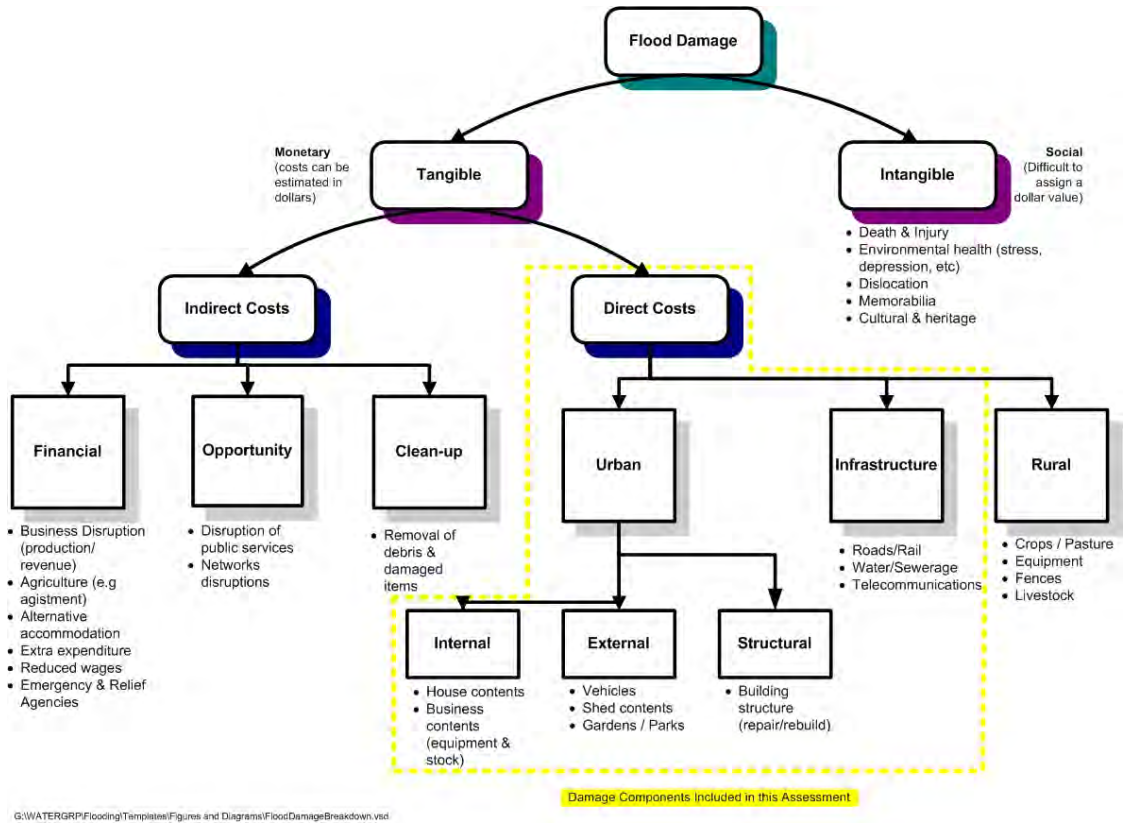 Flood Damage
Monetary
(costs can be
estimated in
dollars)
Tangible
Intangible
Social
(Difficult to
assign a
dollar value)
• Death & Injury
• Environmental health (stress,
depression, etc)
• Dislocation
• Memorabilia
• Cultural & heritage
Indirect Costs
Direct Costs
Financial
Opportunity
Clean-up
Urban
Infrastructure
Rural
• Business Disruption
(production/
revenue)
• Agriculture (e.g
agistment)
• Alternative
accommodation
• Extra expenditure
• Reduced wages
• Emergency & Relief
Agencies
• Disruption of
public services
• Networks
disruptions
• Removal of
debris &
damaged
items
• Roads/Rail
• Water/Sewerage
• Telecommunications
• Crops / Pasture
• Equipment
• Fences
• Livestock
Internal
External
Structural
• House contents
• Business
contents
(equipment &
stock)
• Vehicles
• Shed contents
• Gardens / Parks
• Building
structure
(repair/rebuild)
Damage Components Included in this Assessment
G:\WATERGRP\Flooding\Templates\Figures and Diagrams\FloodDamageBreakdown.vsd